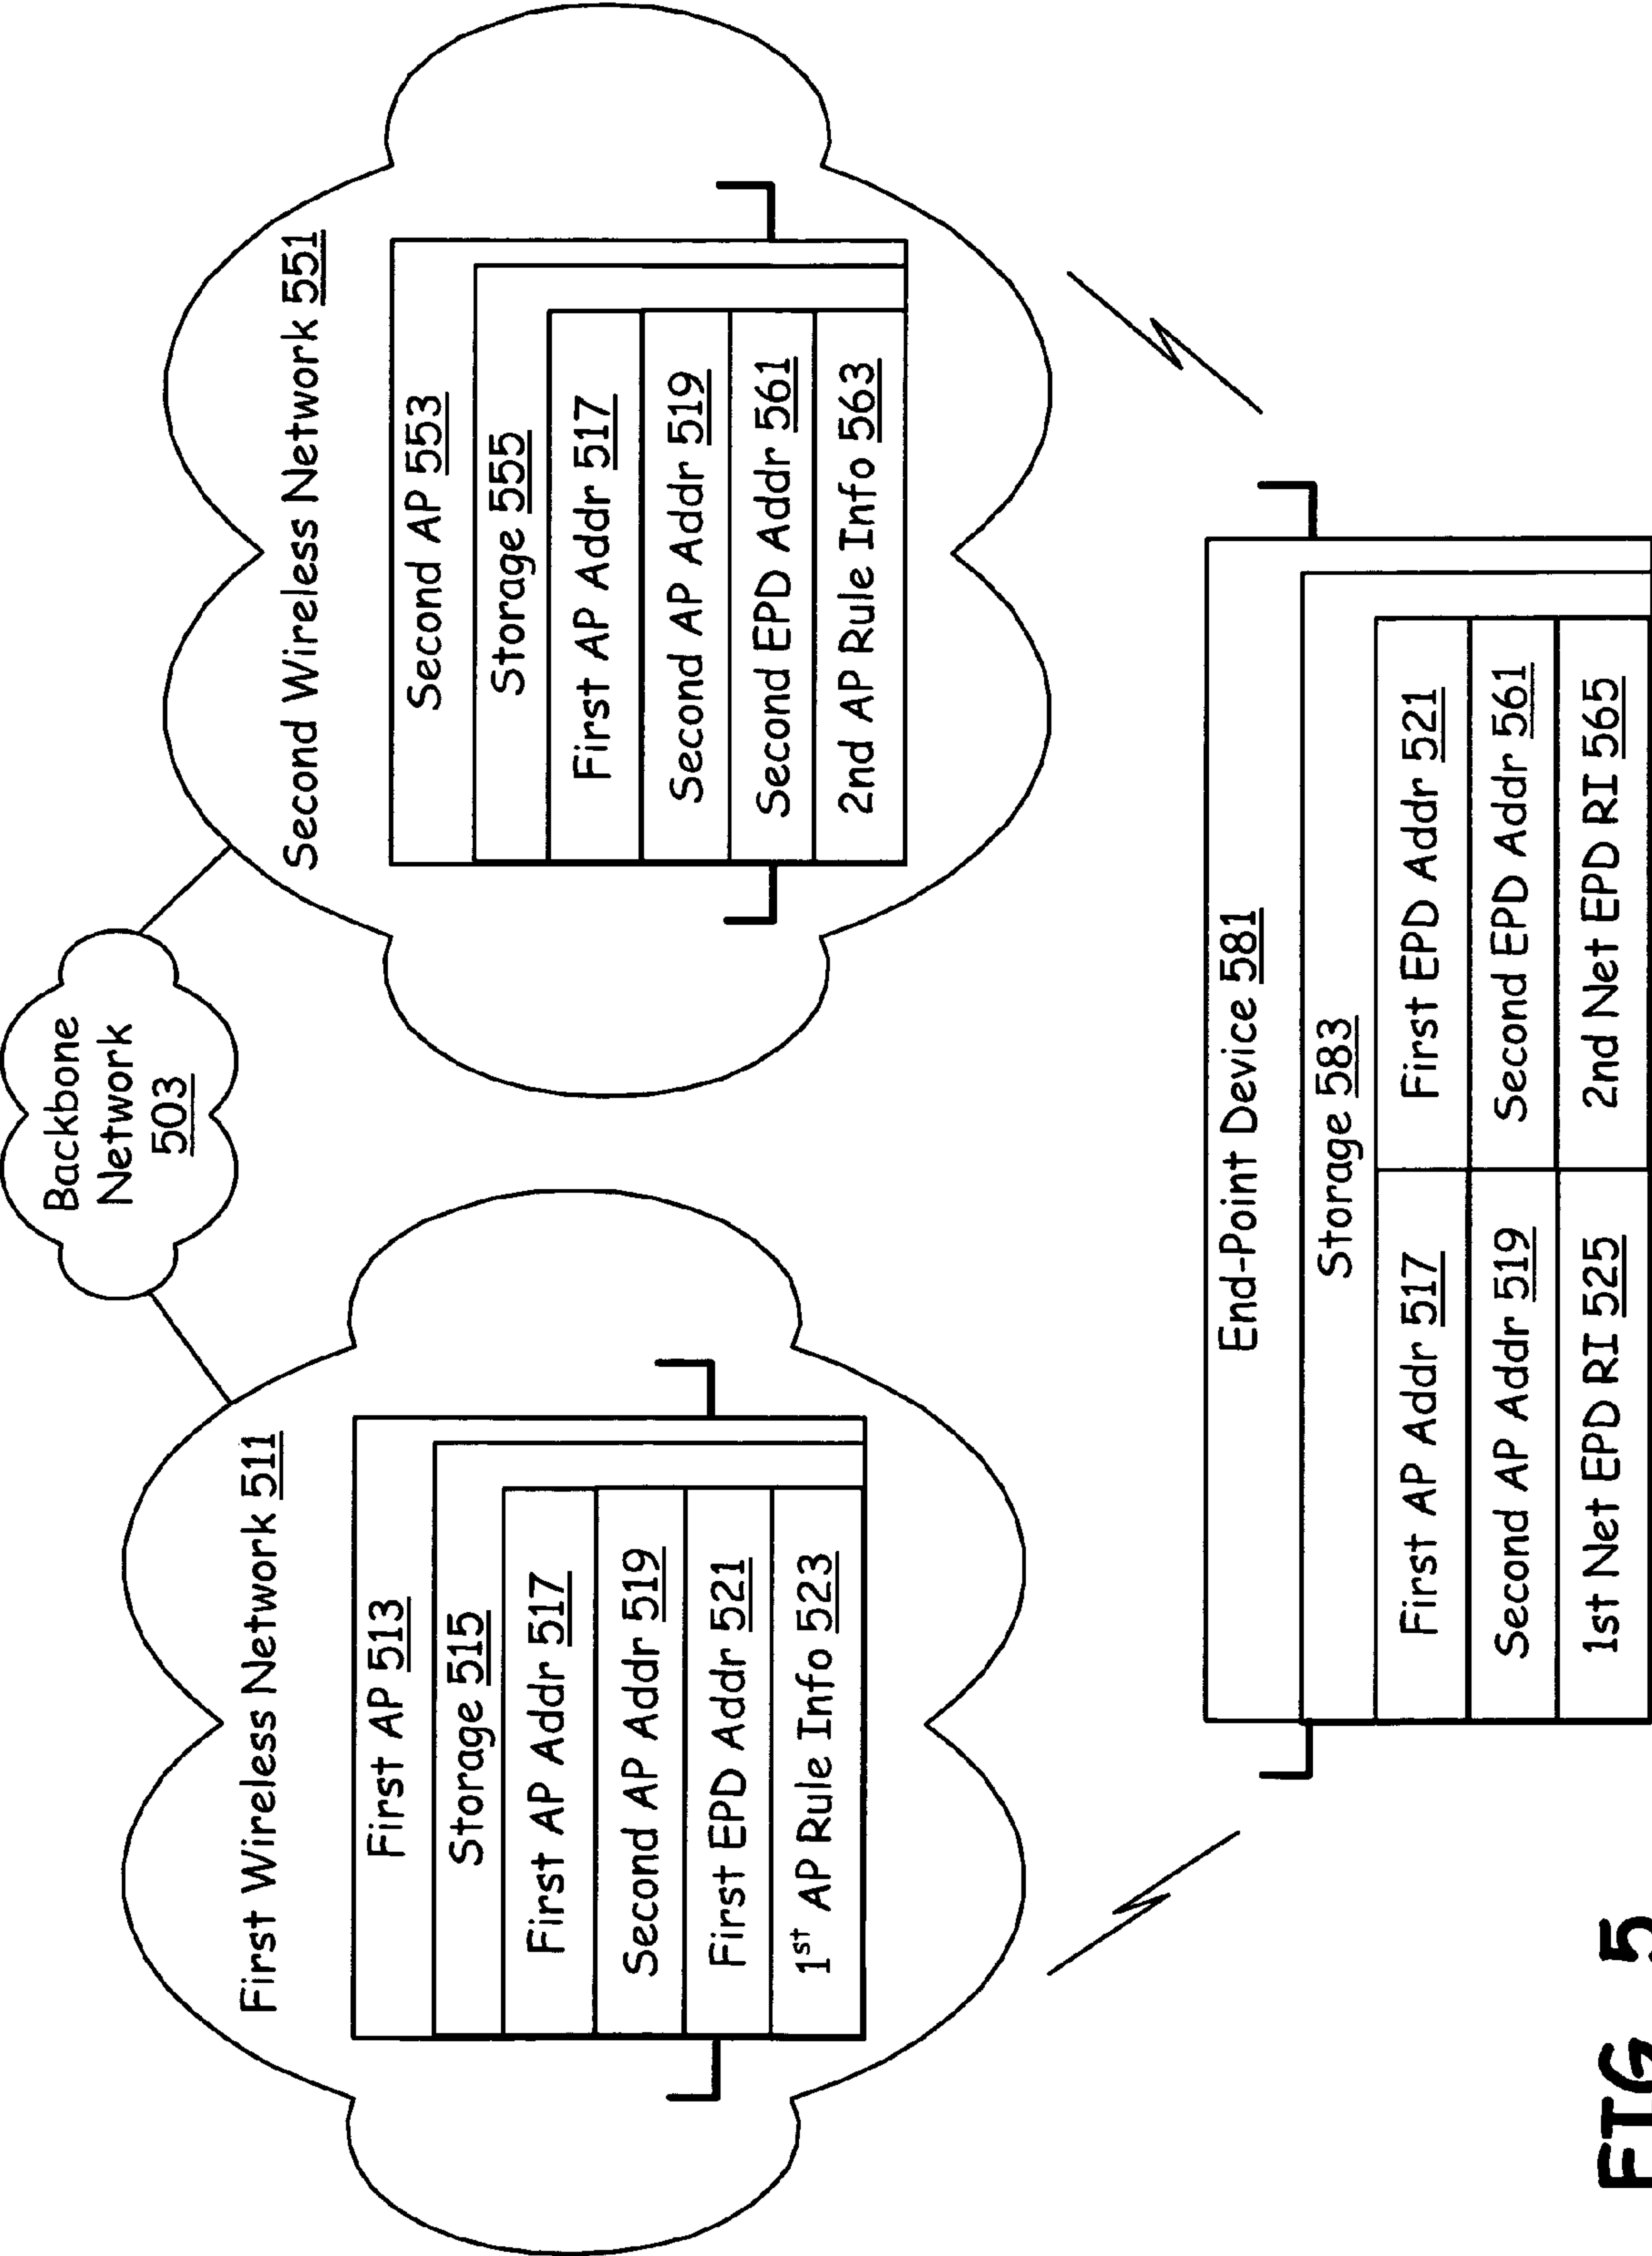 Backbone
Network
503
First Wireless Network 511
First AP 513
Storage 515
First AP Addr 517
Second AP Addr 519
First EPD Addr 521
1st AP Rule Info 523
Second Wireless Network 551
Second AP 553
Storage 555
First AP Addr 517
Second AP Addr 519
Second EPD Addr 561
2nd AP Rule Info 563
End-Point Device 581
Storage 583
First AP Addr 517
First EPD Addr 521
Second AP Addr 519
Second EPD Addr 561
1st Net EPD RI 525
2nd Net EPD RI 565
FIG 5